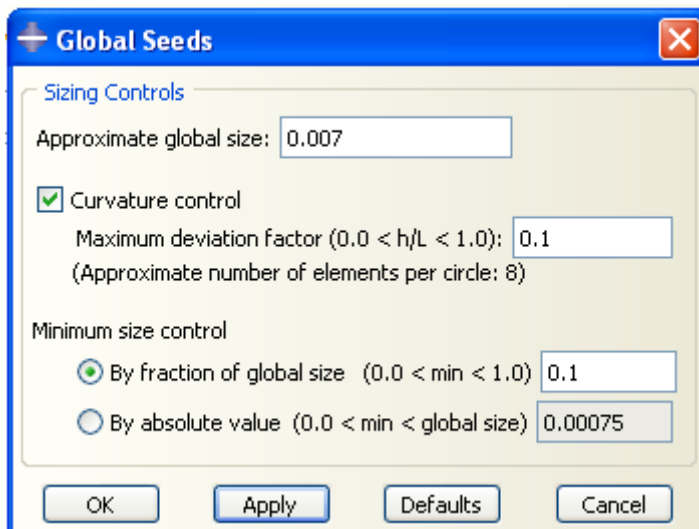 Global Seeds
Sizing Controls
Approximate global size: 0.007
Curvature control
Maximum deviation factor (0.0 < h/L < 1.0): 0.1
(Approximate number of elements per circle: 8)
Minimum size control
By fraction of global size (0.0 < min < 1.0) 0.1
By absolute value (0.0 < min < global size) 0.00075
OK Apply Defaults Cancel